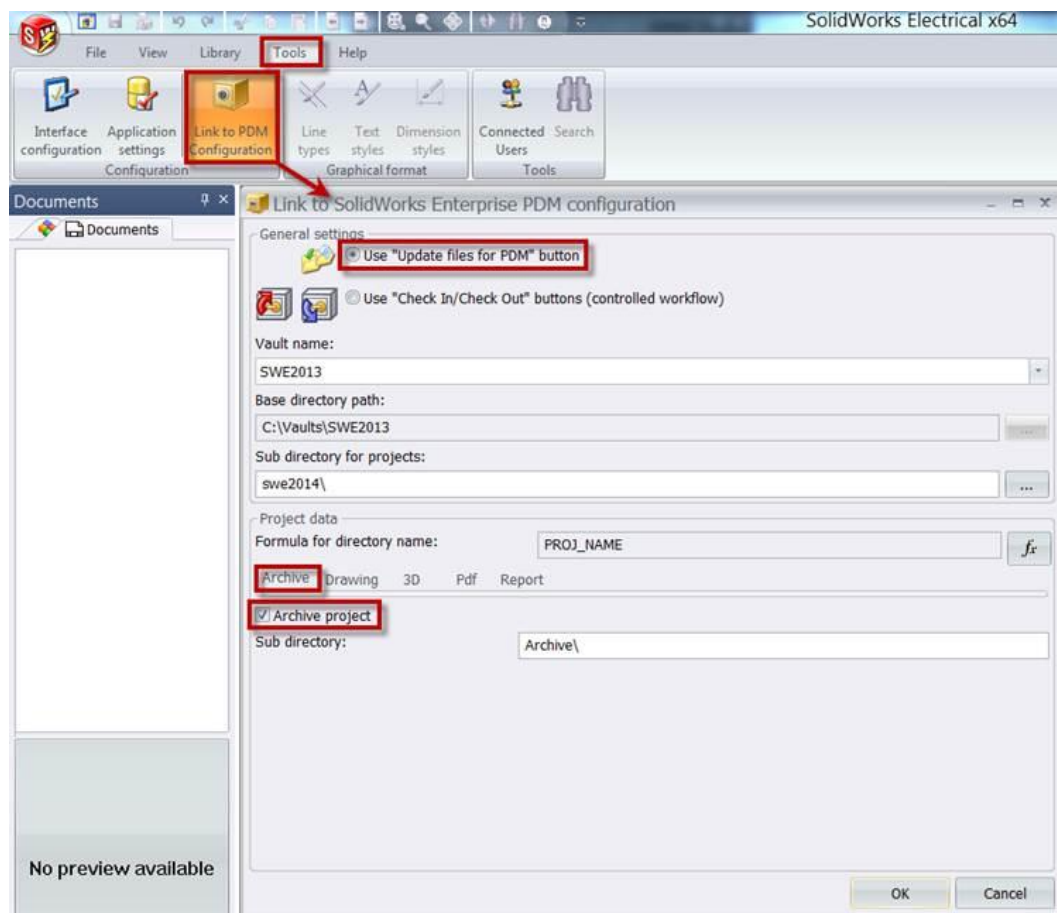 SolidWorks Electrical x64
File View Library Tools Help
Interface configuration
Application settings
Link to PDM Configuration
Line types
Text styles
Dimension styles
Connected Users
Search
Configuration
Graphical format
Tools
Documents
Documents
No preview available
Link to SolidWorks Enterprise PDM configuration
General settings
Use "Update files for PDM" button
Use "Check In/Check Out" buttons (controlled workflow)
Vault name:
SWE2013
Base directory path:
C:\Vaults\SWE2013
...
Sub directory for projects:
swe2014\
...
Project data
Formula for directory name:
PROJ_NAME
fx
Archive Drawing 3D Pdf Report
Archive project
Sub directory:
Archive\
OK Cancel